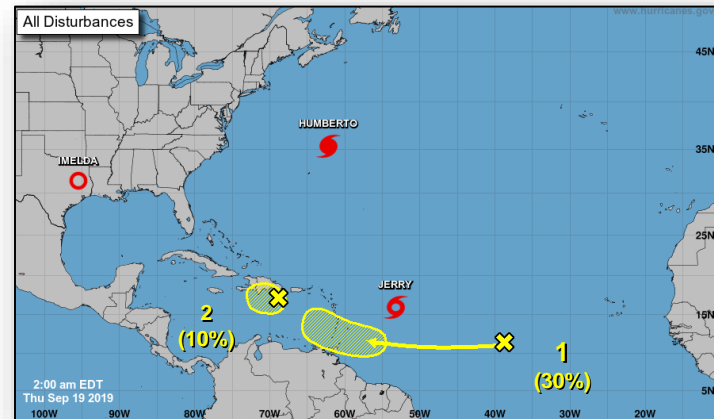 All Disturbances
www.hurricanes.gov
45N
HUMBERTO
35N
IMELDA
25N
JERRY
2
(10%)
15N
1
(30%)
2:00 am EDT
Thu Sep 19 2019
5N
100W 90W 80W 70W 60W 50W 40W 30W 20W